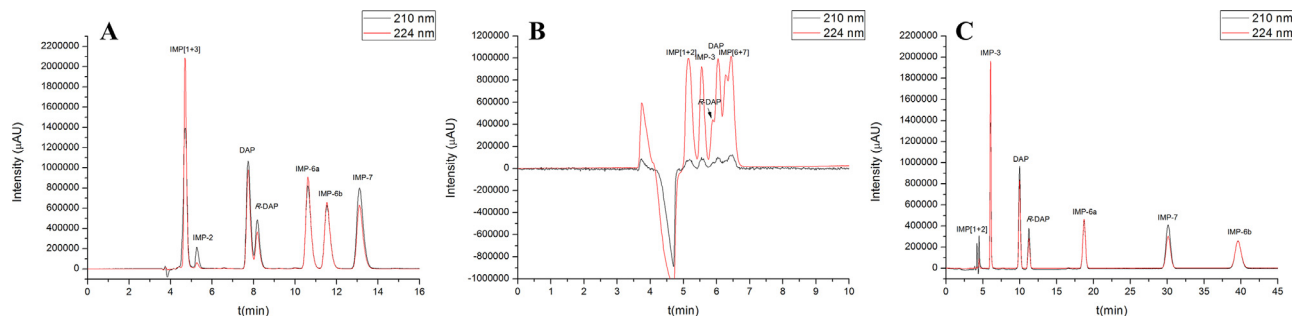 A
210 nm
224 nm
IMP[1+3]
IMP-2
DAP
R-DAP
IMP-6a
IMP-6b
IMP-7
2200000
2000000
1800000
1600000
1400000
1200000
1000000
800000
600000
400000
200000
0
Intensity (µAU)
0 2 4 6 8 10 12 14 16
t(min)
B
210 nm
224 nm
DAP
IMP[1+2] IMP[6+7]
IMP-3
R-DAP
1200000
1000000
800000
600000
400000
200000
0
-200000
-400000
-600000
-800000
-1000000
Intensity (µAU)
0 2 4 6 8 10
t(min)
C
210 nm
224 nm
IMP-3
DAP
R-DAP
IMP[1+2]
IMP-6a
IMP-7
IMP-6b
2200000
2000000
1800000
1600000
1400000
1200000
1000000
800000
600000
400000
200000
0
Intensity (µAU)
0 5 10 15 20 25 30 35 40 45
t(min)